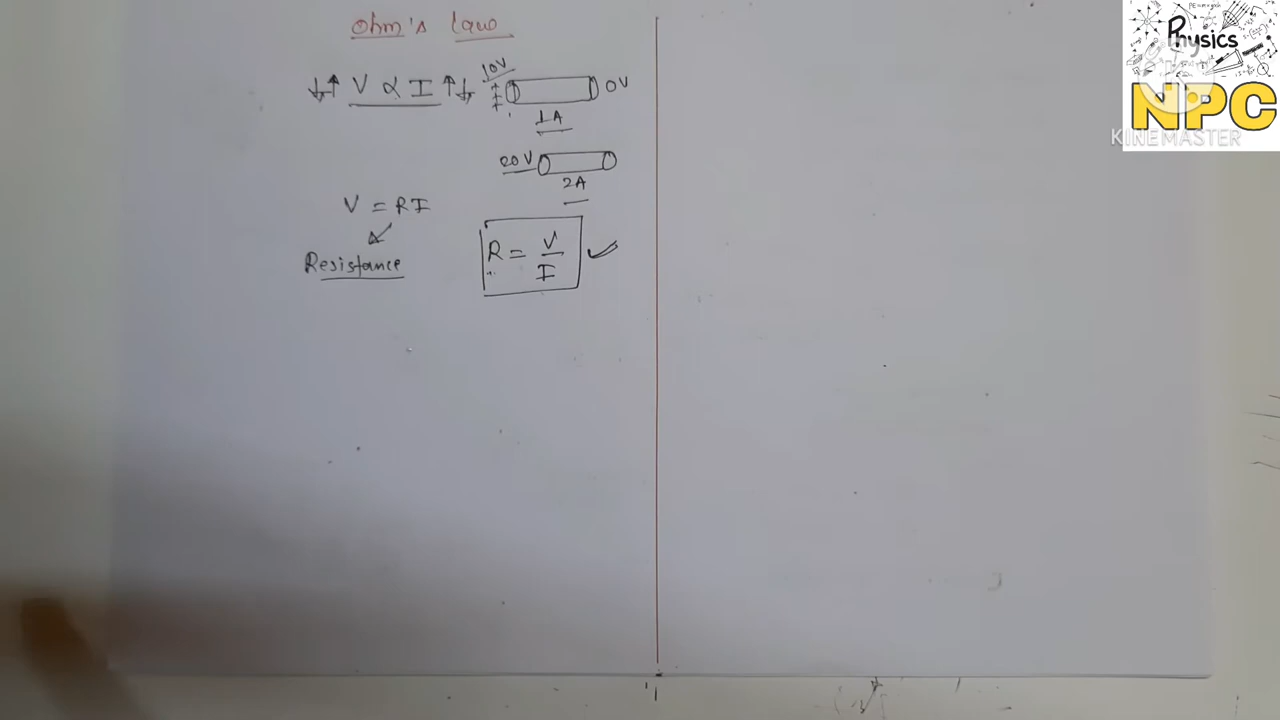 Ohm's Law
↓↑ V ∝ I ↑↓
10V
0V
1A
20V
2A
V = RI
Resistance
R = V/I
Physics
NPC
KINEMASTER